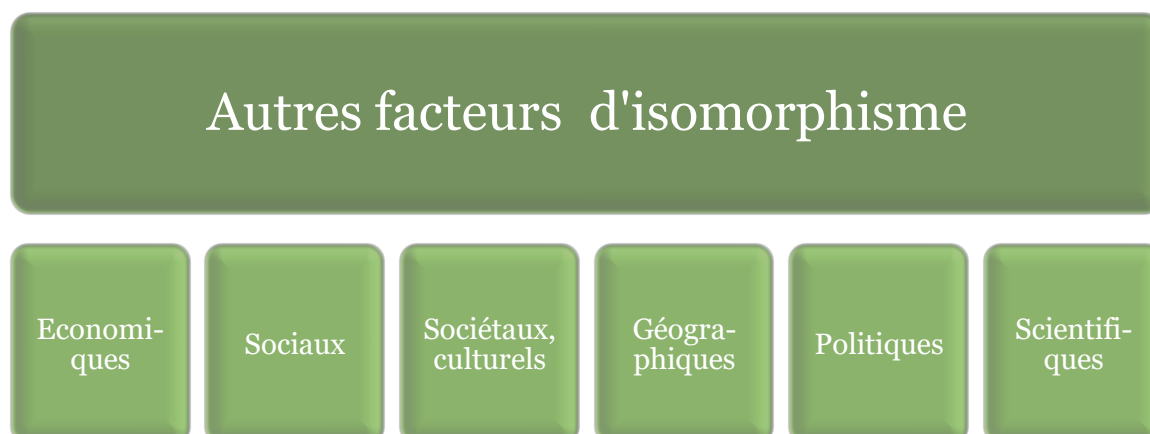 Autres facteurs  d'isomorphisme
Economi-
ques
Sociaux
Sociétaux,
culturels
Géogra-
phiques
Politiques
Scientifi-
ques